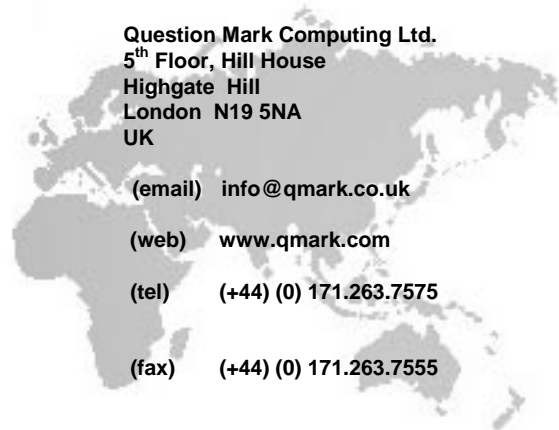 Question Mark Computing Ltd.
5th Floor, Hill House
Highgate Hill
London N19 5NA
UK
(email) info@qmark.co.uk
(web) www.qmark.com
(tel) (+44) (0) 171.263.7575
(fax) (+44) (0) 171.263.7555